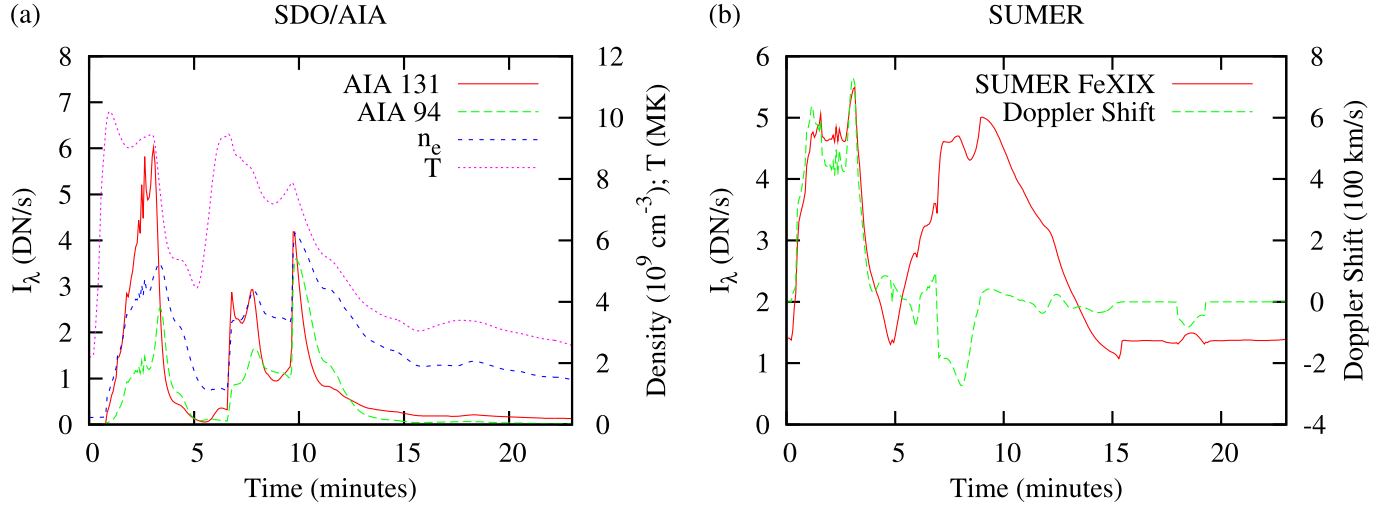 (a)
SDO/AIA
8
7
6
5
4
3
2
1
0
I_λ (DN/s)
12
10
8
6
4
2
0
Density (10^9 cm^-3); T (MK)
AIA 131
AIA 94
n_e
T
0 5 10 15 20
Time (minutes)
(b)
SUMER
6
5
4
3
2
1
0
I_λ (DN/s)
8
6
4
2
0
-2
-4
Doppler Shift (100 km/s)
SUMER FeXIX
Doppler Shift
0 5 10 15 20
Time (minutes)